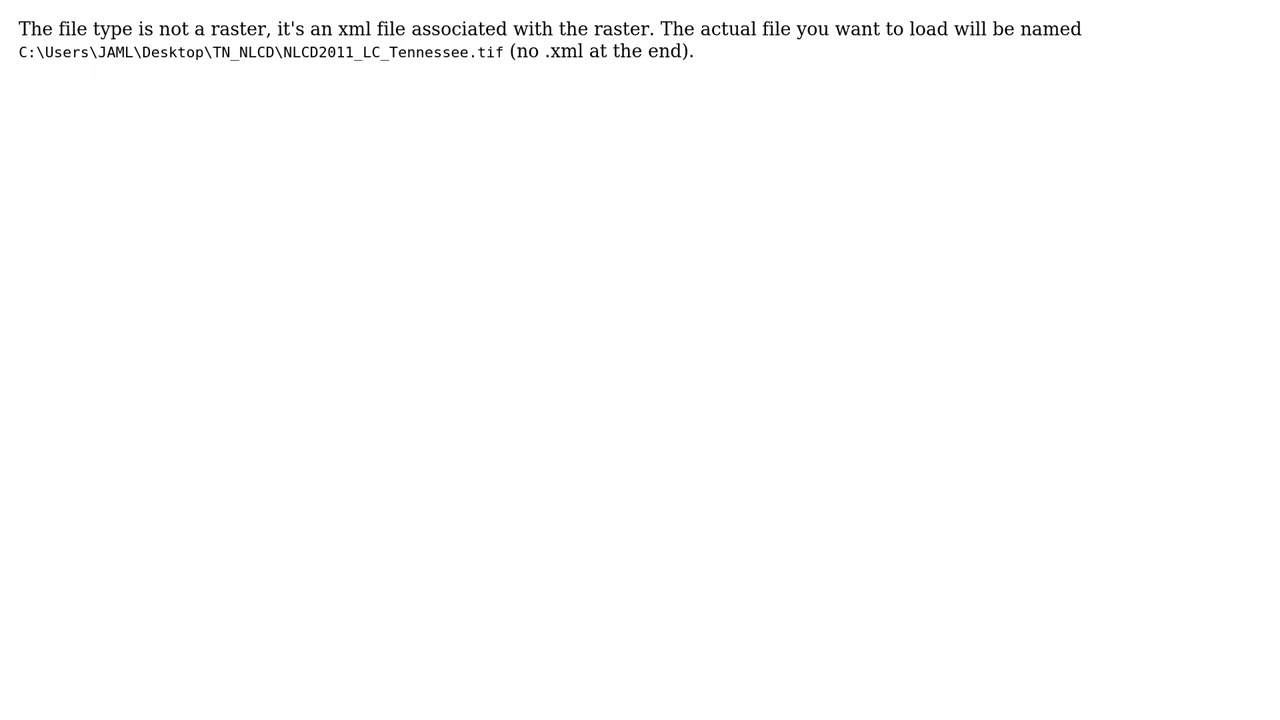 The file type is not a raster, it's an xml file associated with the raster. The actual file you want to load will be named
C:\Users\JAML\Desktop\TN_NLCD\NLCD2011_LC_Tennessee.tif (no .xml at the end).